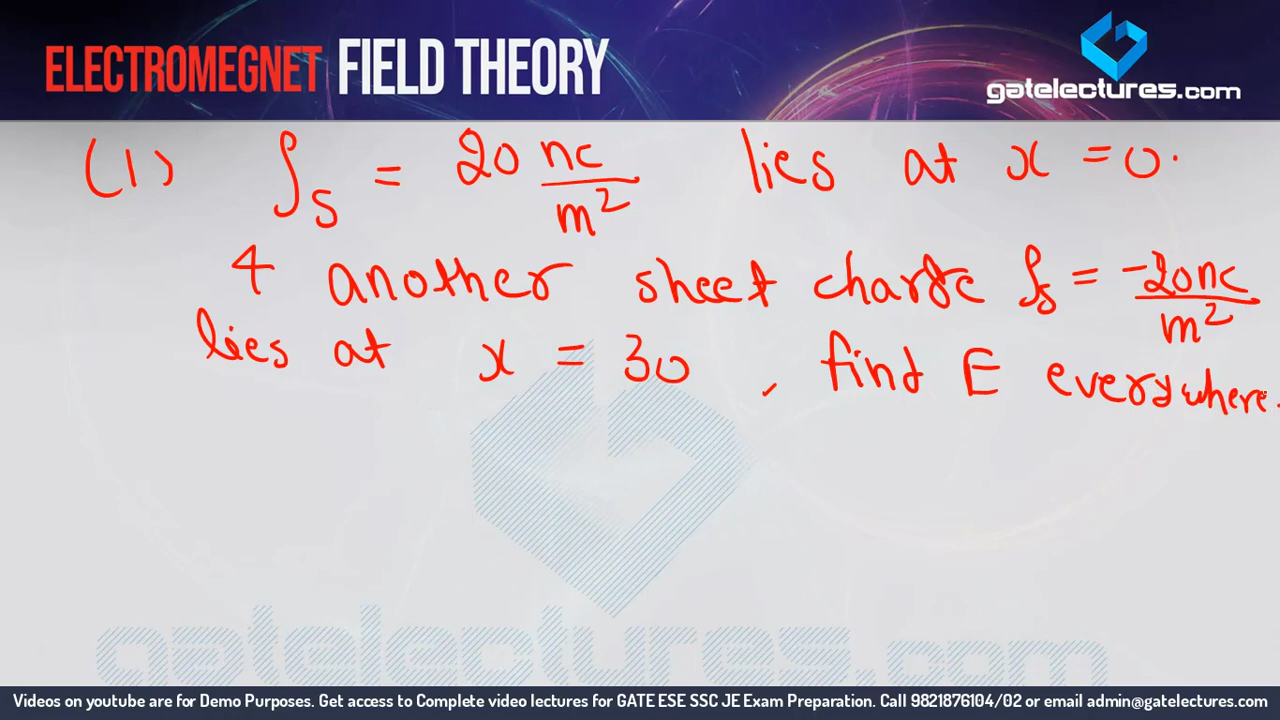 ELECTROMEGNET FIELD THEORY
gatelectures.com
(1) ρs = 20 nc/m² lies at x = 0.
& another sheet charge ρs = -20nc/m²
lies at x = 30, find E everywhere.
gatelectures.com
Videos on youtube are for Demo Purposes. Get access to Complete video lectures for GATE ESE SSC JE Exam Preparation. Call 9821876104/02 or email admin@gatelectures.com